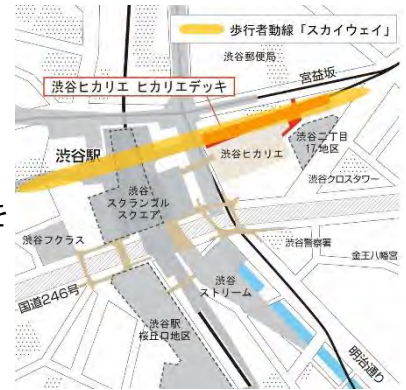 歩行者動線「スカイウェイ」
渋谷郵便局
宮益坂
渋谷ヒカリエ ヒカリエデッキ
渋谷二丁目
17地区
渋谷駅
渋谷ヒカリエ
渋谷クロスタワー
渋谷
スクランブル
スクエア
渋谷フクラス
渋谷警察署
金王八幡宮
渋谷
ストリーム
国道246号
渋谷駅
桜丘口地区
明治通り